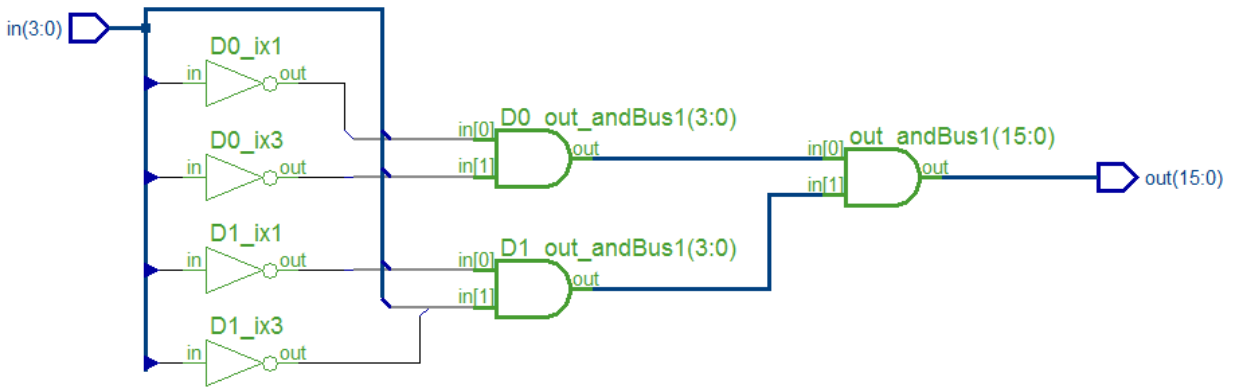 in(3:0)
D0_ix1
in out
D0_ix3
in out
D1_ix1
in out
D1_ix3
in out
D0_out_andBus1(3:0)
in[0]
in[1]
out
D1_out_andBus1(3:0)
in[0]
in[1]
out
out_andBus1(15:0)
in[0]
in[1]
out
out(15:0)